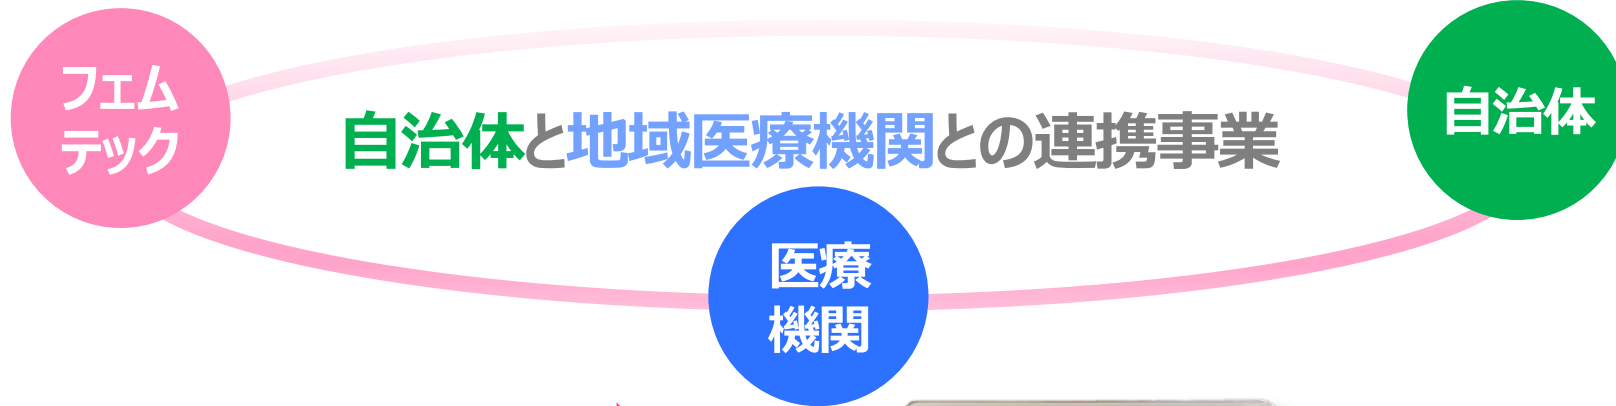 フェム
テック
自治体と地域医療機関との連携事業
自治体
医療
機関